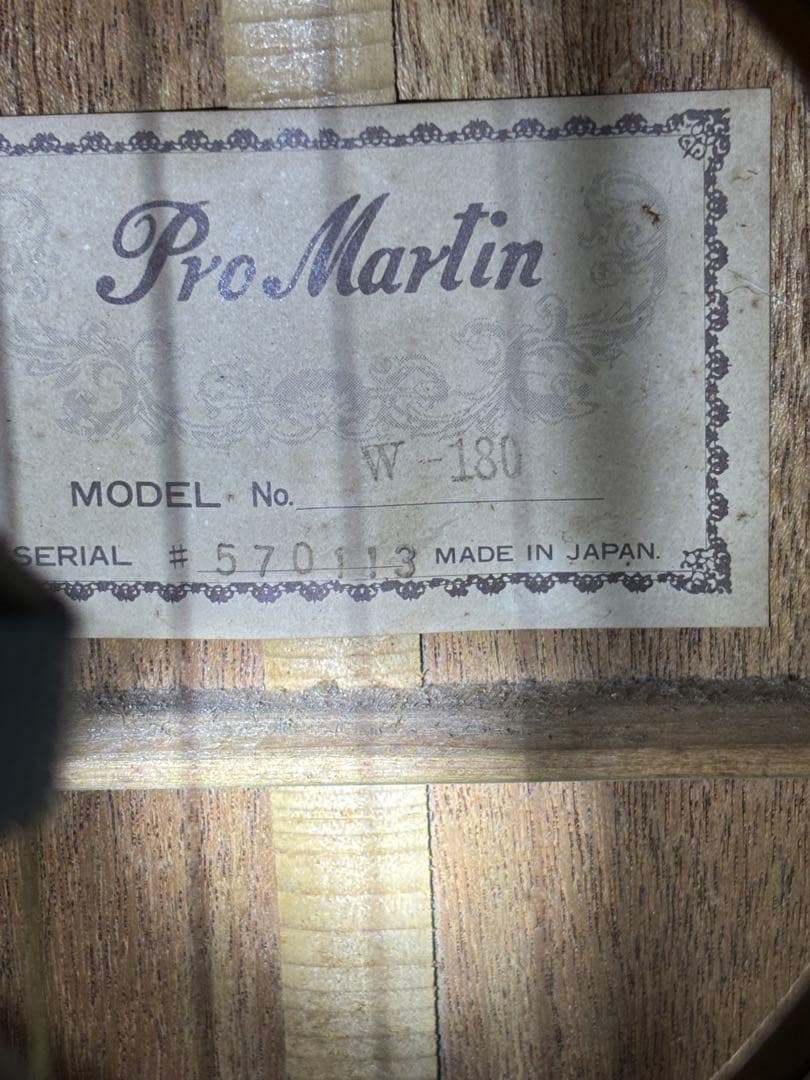 Pro Martin
MODEL No. W-180
SERIAL # 570113 MADE IN JAPAN.